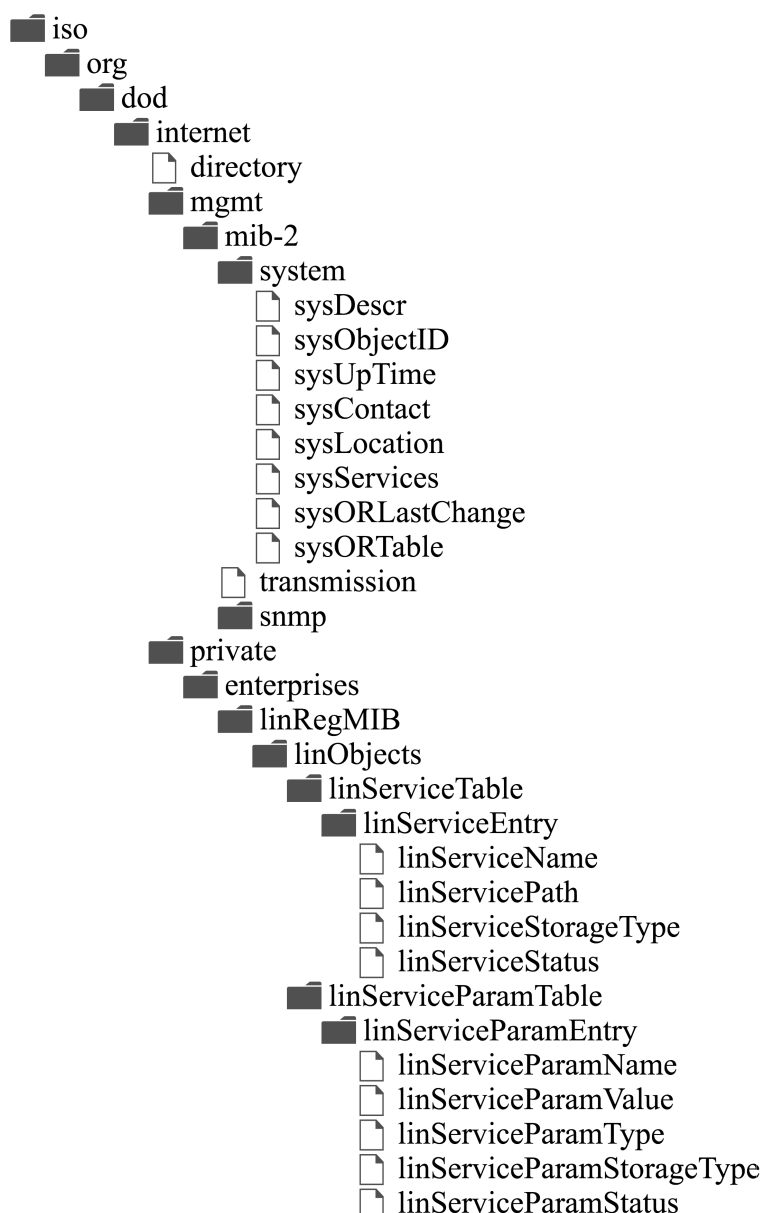 iso
org
dod
internet
directory
mgmt
mib-2
system
sysDescr
sysObjectID
sysUpTime
sysContact
sysLocation
sysServices
sysORLastChange
sysORTable
transmission
snmp
private
enterprises
linRegMIB
linObjects
linServiceTable
linServiceEntry
linServiceName
linServicePath
linServiceStorageType
linServiceStatus
linServiceParamTable
linServiceParamEntry
linServiceParamName
linServiceParamValue
linServiceParamType
linServiceParamStorageType
linServiceParamStatus